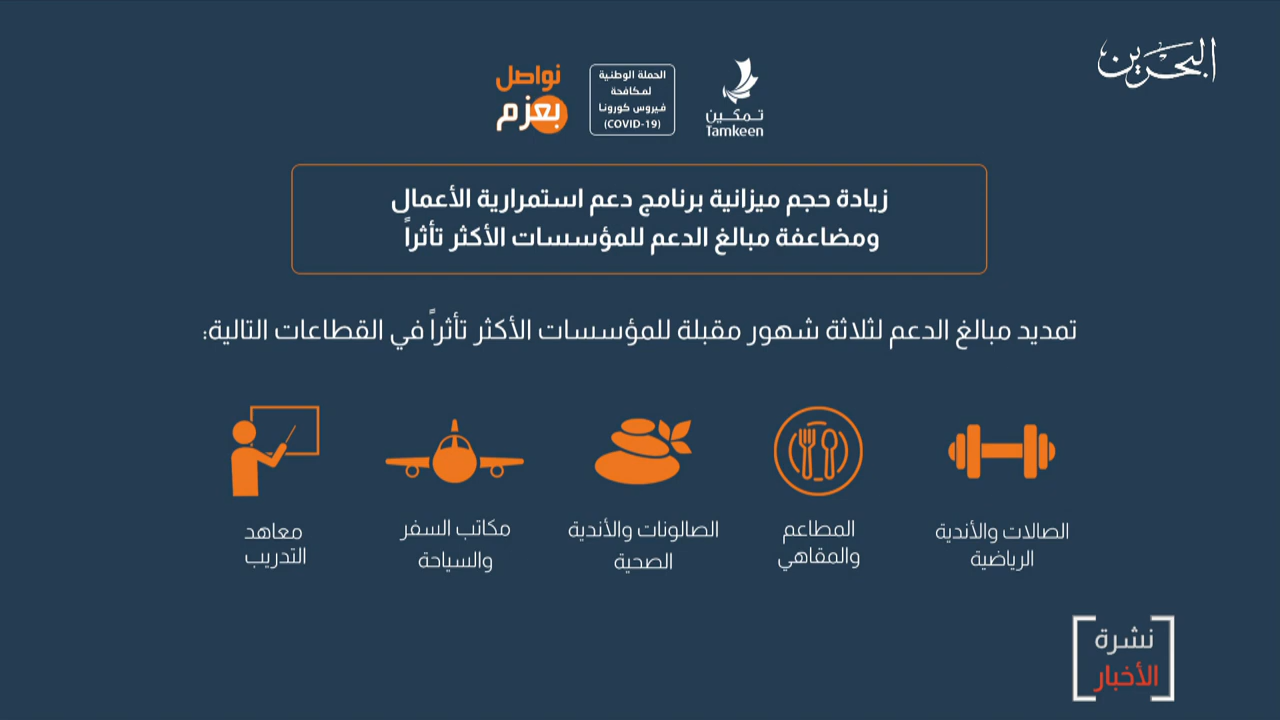 البحرين
تمكين
Tamkeen
الحملة الوطنية
لمكافحة
فيروس كورونا
(COVID-19)
نواصل
بعزم
زيادة حجم ميزانية برنامج دعم استمرارية الأعمال
ومضاعفة مبالغ الدعم للمؤسسات الأكثر تأثراً
تمديد مبالغ الدعم لثلاثة شهور مقبلة للمؤسسات الأكثر تأثراً في القطاعات التالية:
الصالات والأندية
الرياضية
المطاعم
والمقاهي
الصالونات والأندية
الصحية
مكاتب السفر
والسياحة
معاهد
التدريب
نشرة
الأخبار